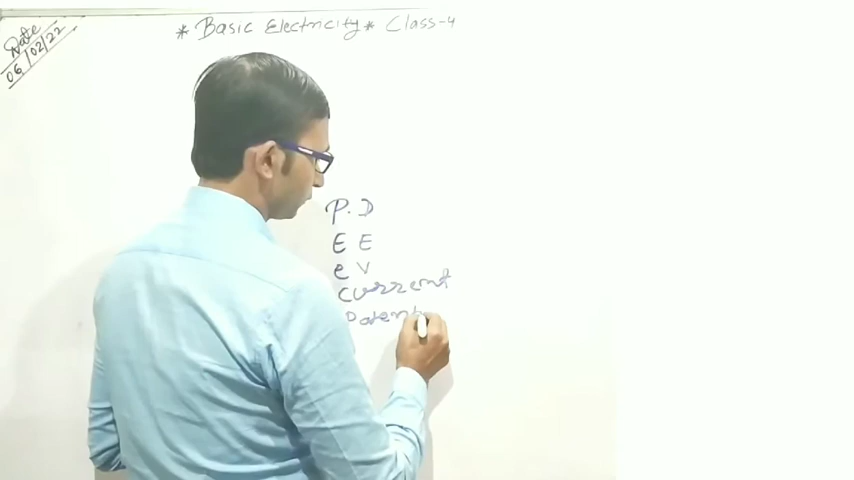 Date
06/02/22
* Basic Electricity * Class-4
P.D
E E
e V
Current
Potent